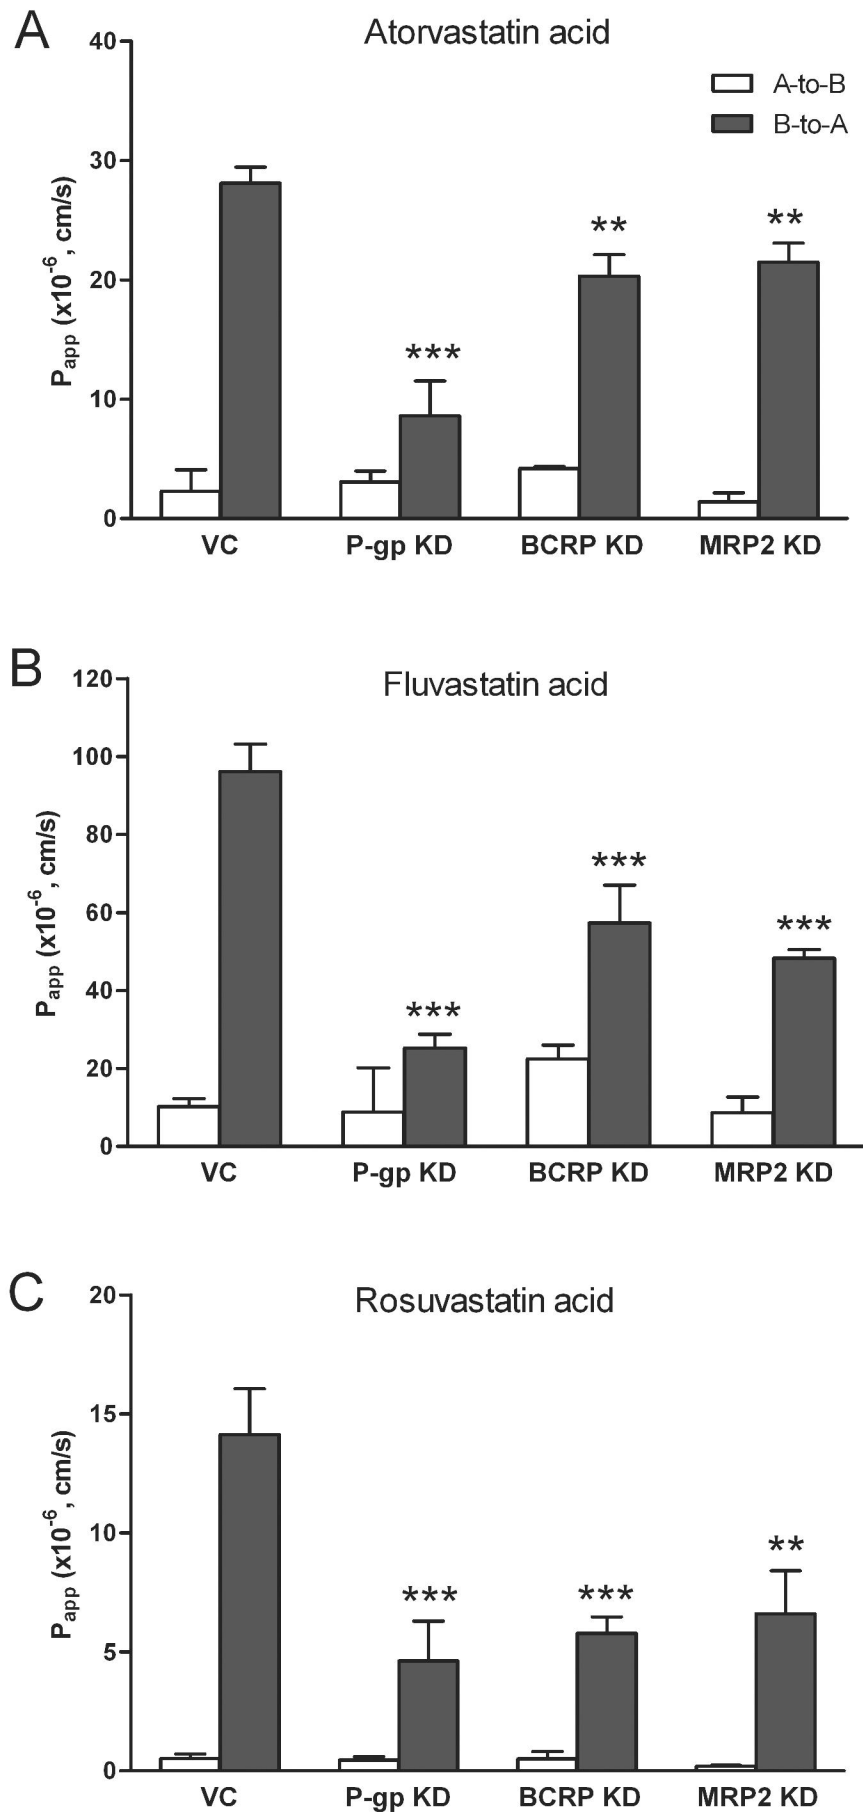 A
Atorvastatin acid
A-to-B
B-to-A
Papp (x10-6, cm/s)
40
30
20
10
0
**
**
***
VC P-gp KD BCRP KD MRP2 KD
B
Fluvastatin acid
Papp (x10-6, cm/s)
120
100
80
60
40
20
0
***
***
***
VC P-gp KD BCRP KD MRP2 KD
C
Rosuvastatin acid
Papp (x10-6, cm/s)
20
15
10
5
0
**
***
***
VC P-gp KD BCRP KD MRP2 KD